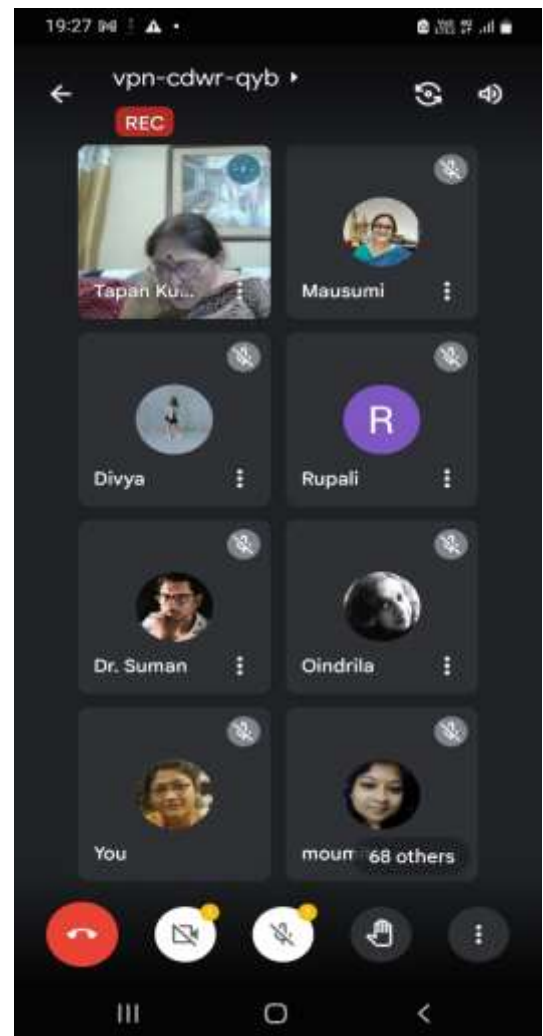 19:27
vpn-cdwr-qyb
REC
Tapan Ku...
Mausumi
Divya
R
Rupali
Dr. Suman
Oindrila
You
moum
68 others